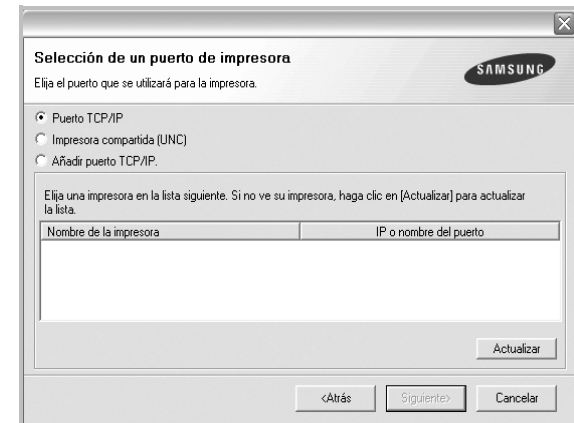 Selección de un puerto de impresora
Elija el puerto que se utilizará para la impresora.
SAMSUNG
Puerto TCP/IP
Impresora compartida (UNC)
Añadir puerto TCP/IP.
Elija una impresora en la lista siguiente. Si no ve su impresora, haga clic en [Actualizar] para actualizar
la lista.
Nombre de la impresora
IP o nombre del puerto
Actualizar
<Atrás
Siguiente>
Cancelar